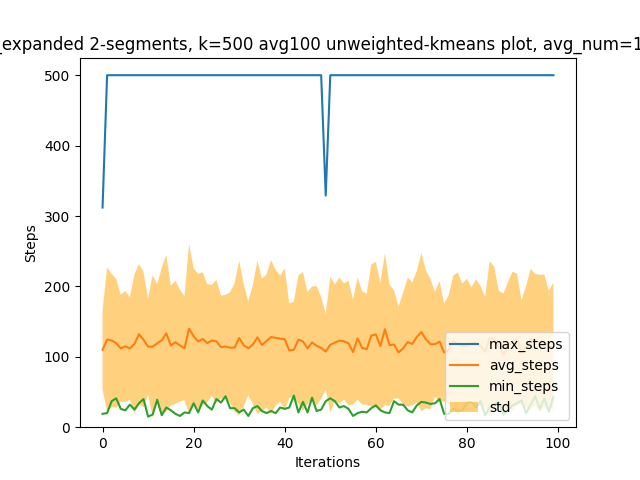 _expanded 2-segments, k=500 avg100 unweighted-kmeans plot, avg_num=1
500
400
300
200
100
0
Steps
max_steps
avg_steps
min_steps
std
0 20 40 60 80 100
Iterations